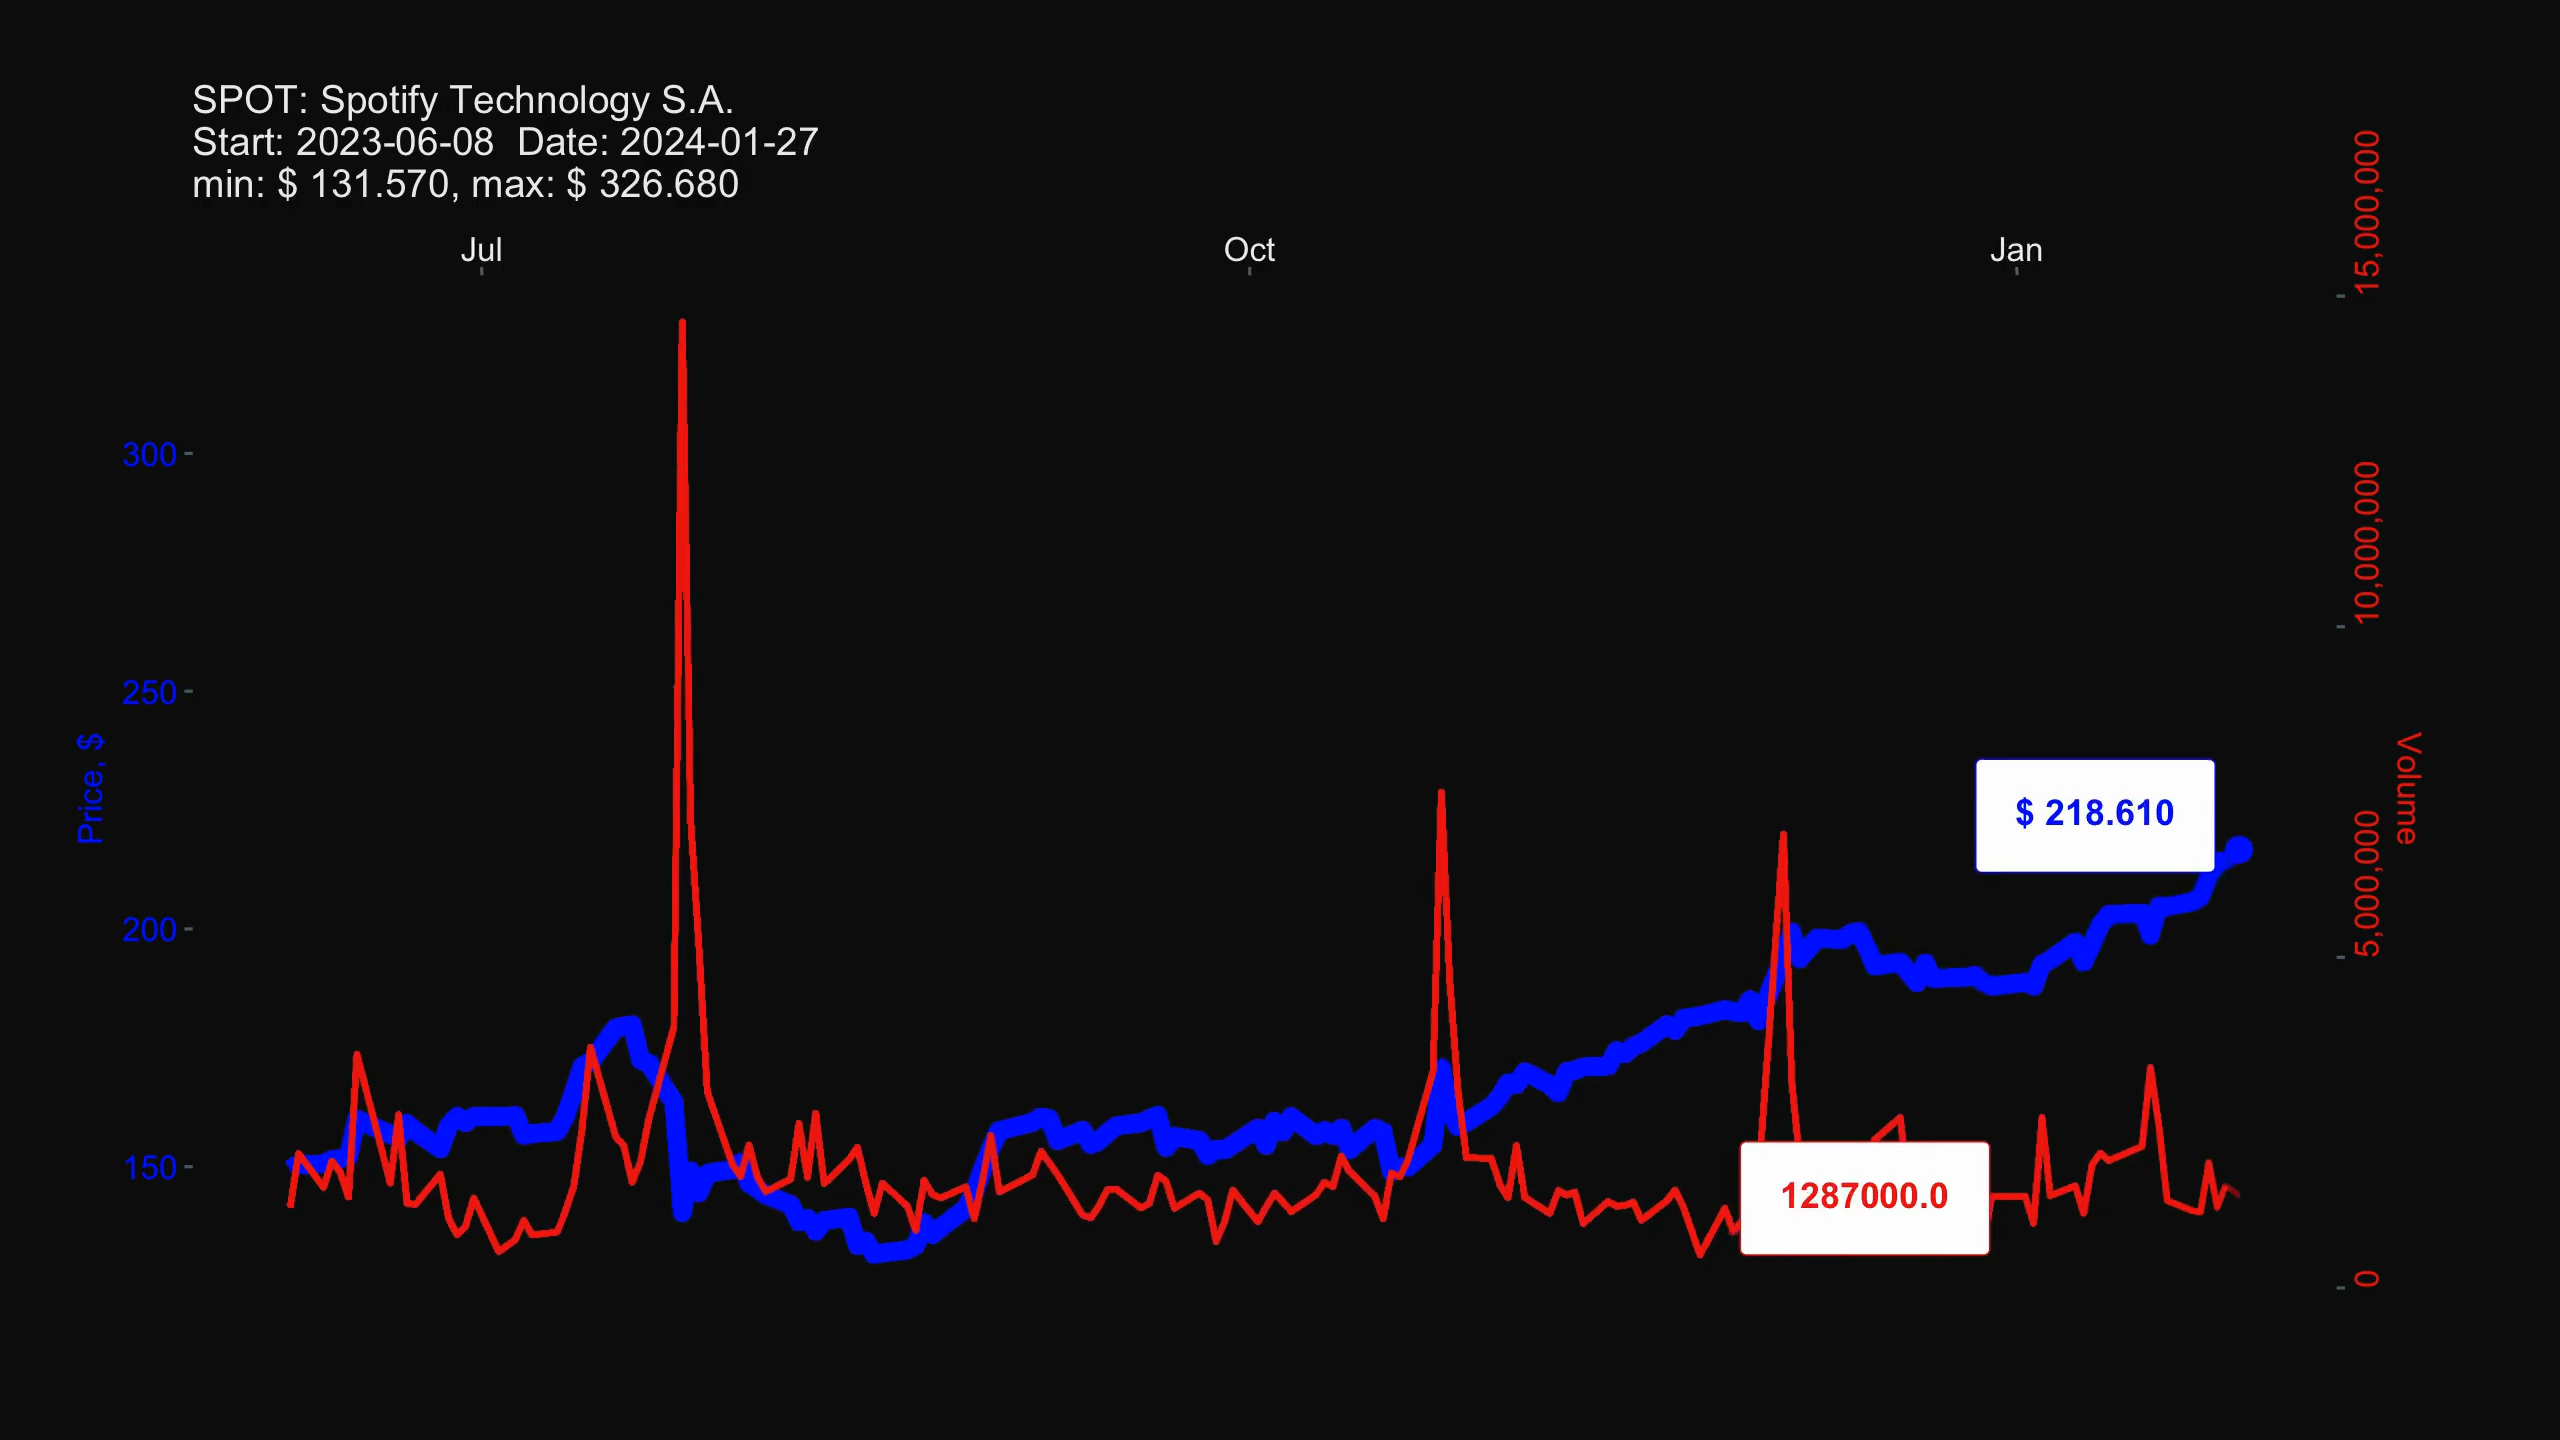 SPOT: Spotify Technology S.A.
Start: 2023-06-08  Date: 2024-01-27
min: $ 131.570, max: $ 326.680
Jul
Oct
Jan
300
250
200
150
Price, $
15,000,000
10,000,000
5,000,000
0
Volume
$ 218.610
1287000.0